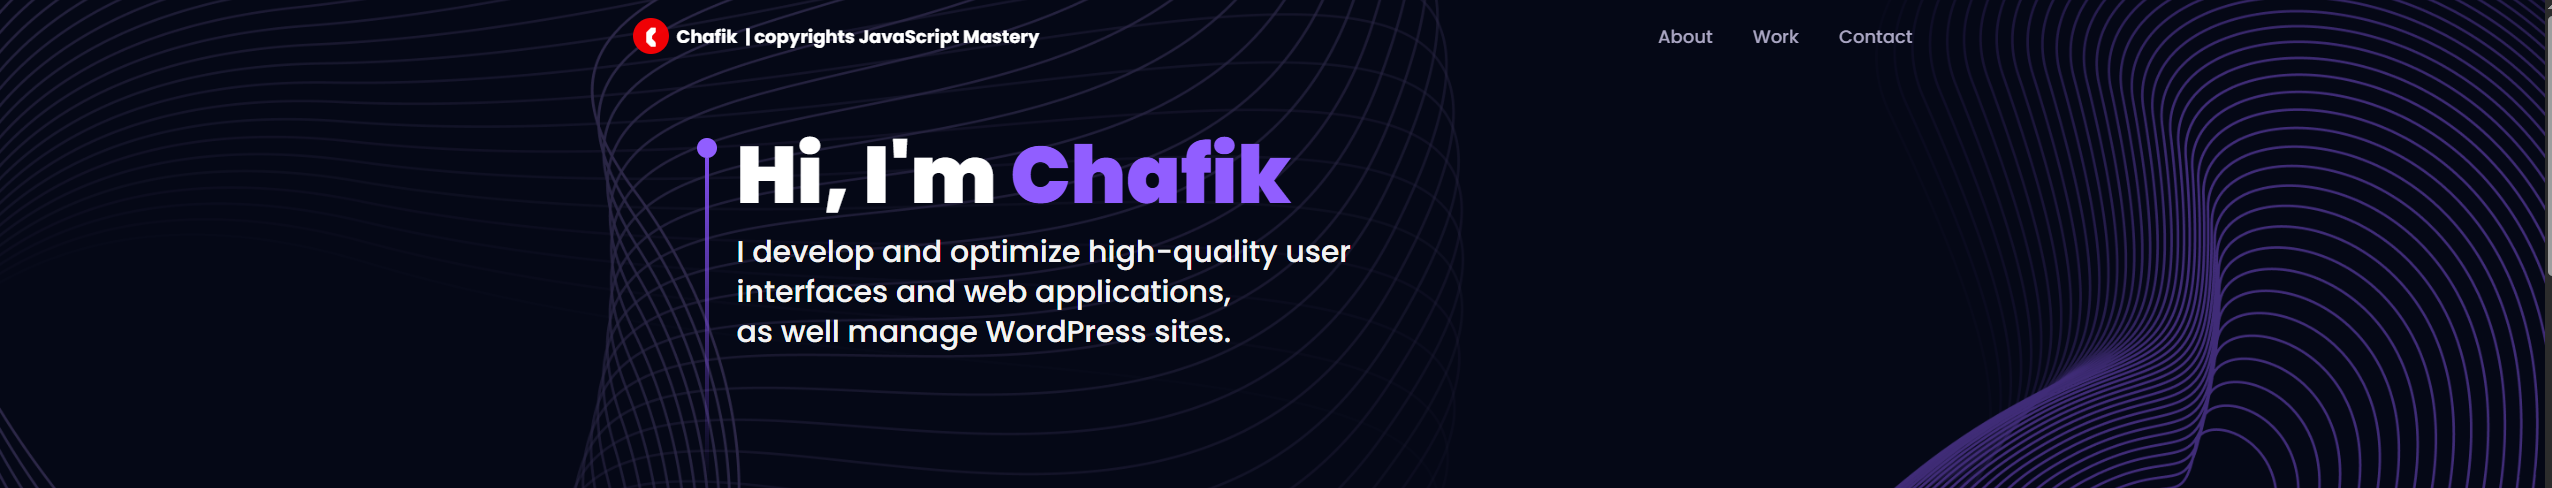 Chafik | copyrights JavaScript Mastery
About Work Contact
Hi, I'm Chafik
I develop and optimize high-quality user
interfaces and web applications,
as well manage WordPress sites.